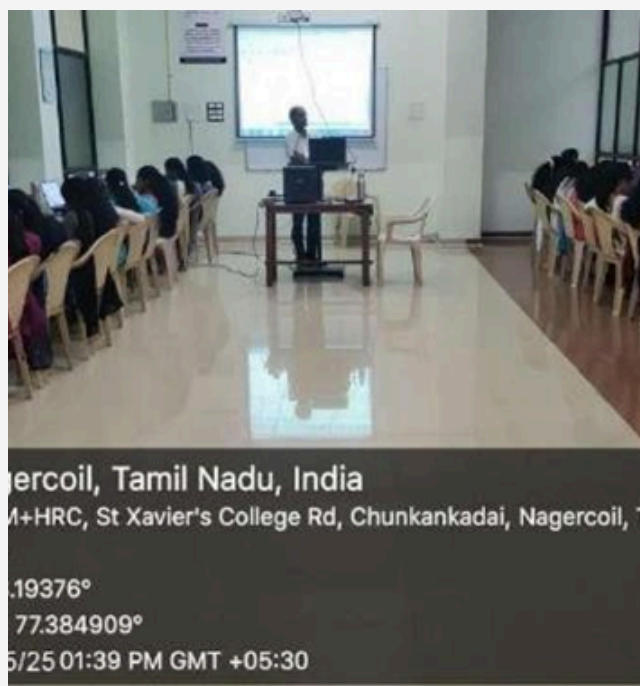 gercoil, Tamil Nadu, India
M+HRC, St Xavier's College Rd, Chunkankadai, Nagercoil,
.19376°
77.384909°
5/25 01:39 PM GMT +05:30